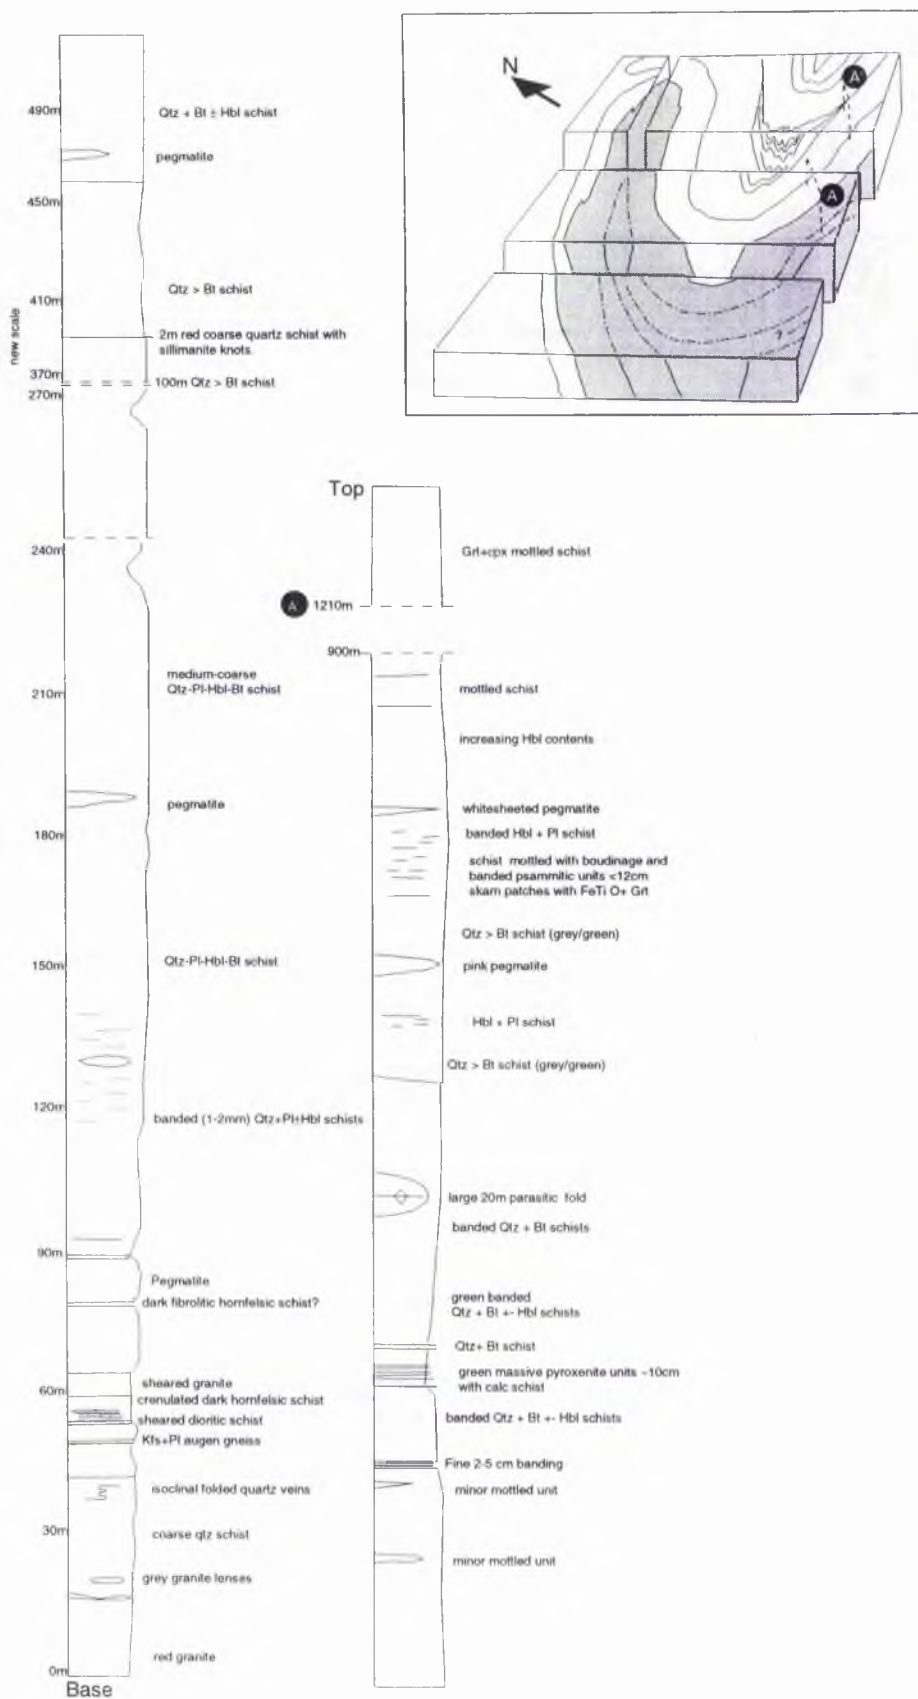 490m
Qtz + Bt ± Hbl schist
pegmatite
450m
Qtz > Bt schist
410m
new scale
2m red coarse quartz schist with
sillimanite knots.
370m
100m Qtz > Bt schist
270m
240m
medium-coarse
Qtz-Pl-Hbl-Bt schist
210m
pegmatite
180m
Qtz-Pl-Hbl-Bt schist
150m
120m
banded (1-2mm) Qtz+Pl±Hbl schists
90m
Pegmatite
dark fibrolitic hornfelsic schist?
sheared granite
60m
crenulated dark hornfelsic schist
sheared dioritic schist
Kfs+Pl augen gneiss
isoclinal folded quartz veins
30m
coarse qtz schist
grey granite lenses
red granite
0m
Base
N
A'
A
?
Top
Grt+cpx mottled schist
A'
1210m
900m
mottled schist
increasing Hbl contents
whitesheeted pegmatite
banded Hbl + Pl schist
schist mottled with boudinage and
banded psammitic units <12cm
skarn patches with FeTi O+ Grt
Qtz > Bt schist (grey/green)
pink pegmatite
Hbl + Pl schist
Qtz > Bt schist (grey/green)
large 20m parasitic fold
banded Qtz + Bt schists
green banded
Qtz + Bt +- Hbl schists
Qtz+ Bt schist
green massive pyroxenite units ~10cm
with calc schist
banded Qtz + Bt +- Hbl schists
Fine 2-5 cm banding
minor mottled unit
minor mottled unit